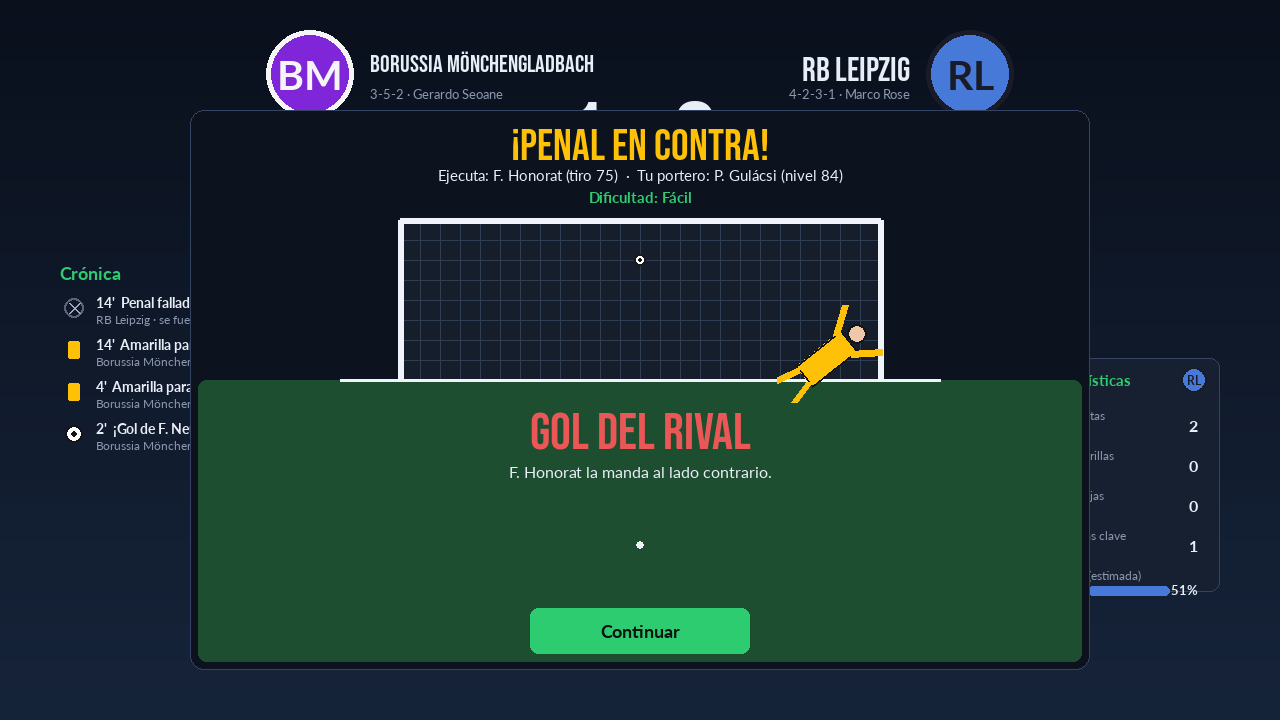 BM
BORUSSIA MÖNCHENGLADBACH
3-5-2 · Gerardo Seoane
RB LEIPZIG
4-2-3-1 · Marco Rose
RL
¡PENAL EN CONTRA!
Ejecuta: F. Honorat (tiro 75) · Tu portero: P. Gulácsi (nivel 84)
Dificultad: Fácil
Crónica
14' Penal fallad
RB Leipzig · se fue
14' Amarilla pa
Borussia Möncher
4' Amarilla para
Borussia Möncher
2' ¡Gol de F. Ne
Borussia Möncher
ísticas
RL
tas
2
rillas
0
jas
0
s clave
1
(estimada)
51%
GOL DEL RIVAL
F. Honorat la manda al lado contrario.
Continuar